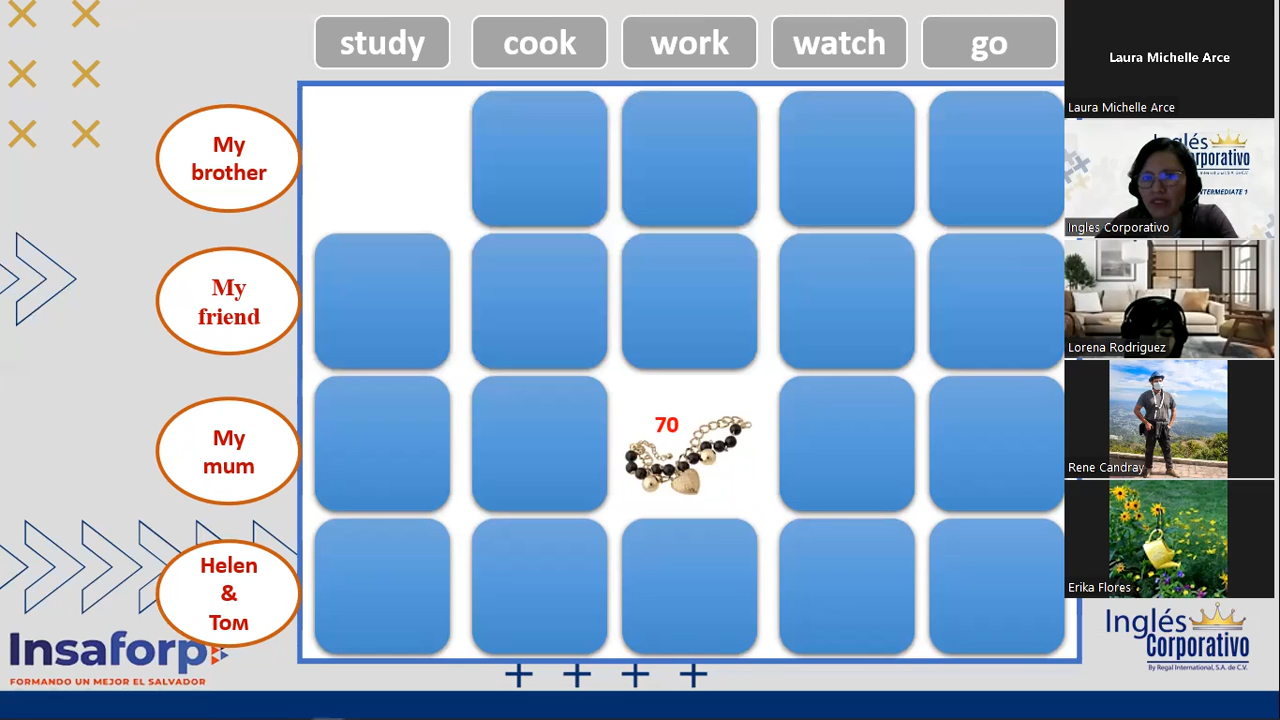 study
cook
work
watch
go
My
brother
My
friend
My
mum
Helen
&
Tom
70
Insaforp
FORMANDO UN MEJOR EL SALVADOR
Laura Michelle Arce
Laura Michelle Arce
Inglés
Corporativo
INTERMEDIATE 1
Ingles Corporativo
Lorena Rodriguez
Rene Candray
Erika Flores
Inglés
Corporativo
By Regal International, S.A. de C.V.